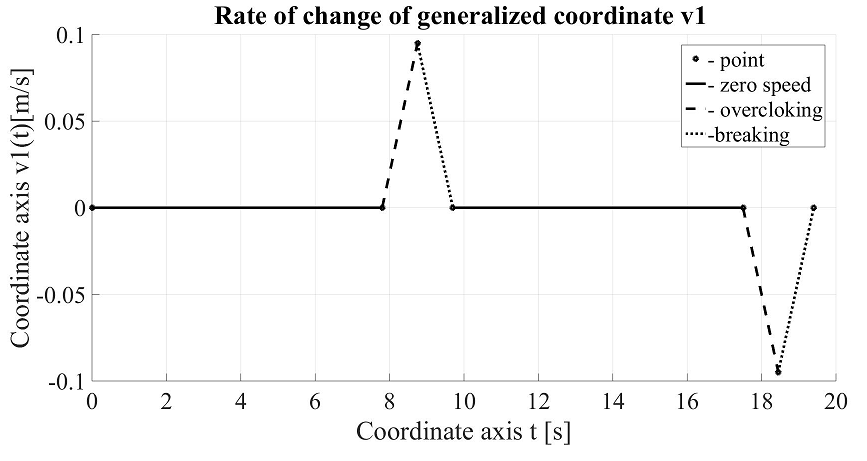 Rate of change of generalized coordinate v1
0.1
0.05
0
-0.05
-0.1
Coordinate axis v1(t)[m/s]
- point
- zero speed
- overcloking
-breaking
0 2 4 6 8 10 12 14 16 18 20
Coordinate axis t [s]